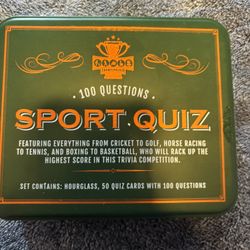 100 QUESTIONS
SPORT QUIZ
FEATURING EVERYTHING FROM CRICKET TO GOLF, HORSE RACING
TO TENNIS, AND BOXING TO BASKETBALL, WHO WILL RACK UP THE
HIGHEST SCORE IN THIS TRIVIA COMPETITION.
SET CONTAINS: HOURGLASS, 50 QUIZ CARDS WITH 100 QUESTIONS